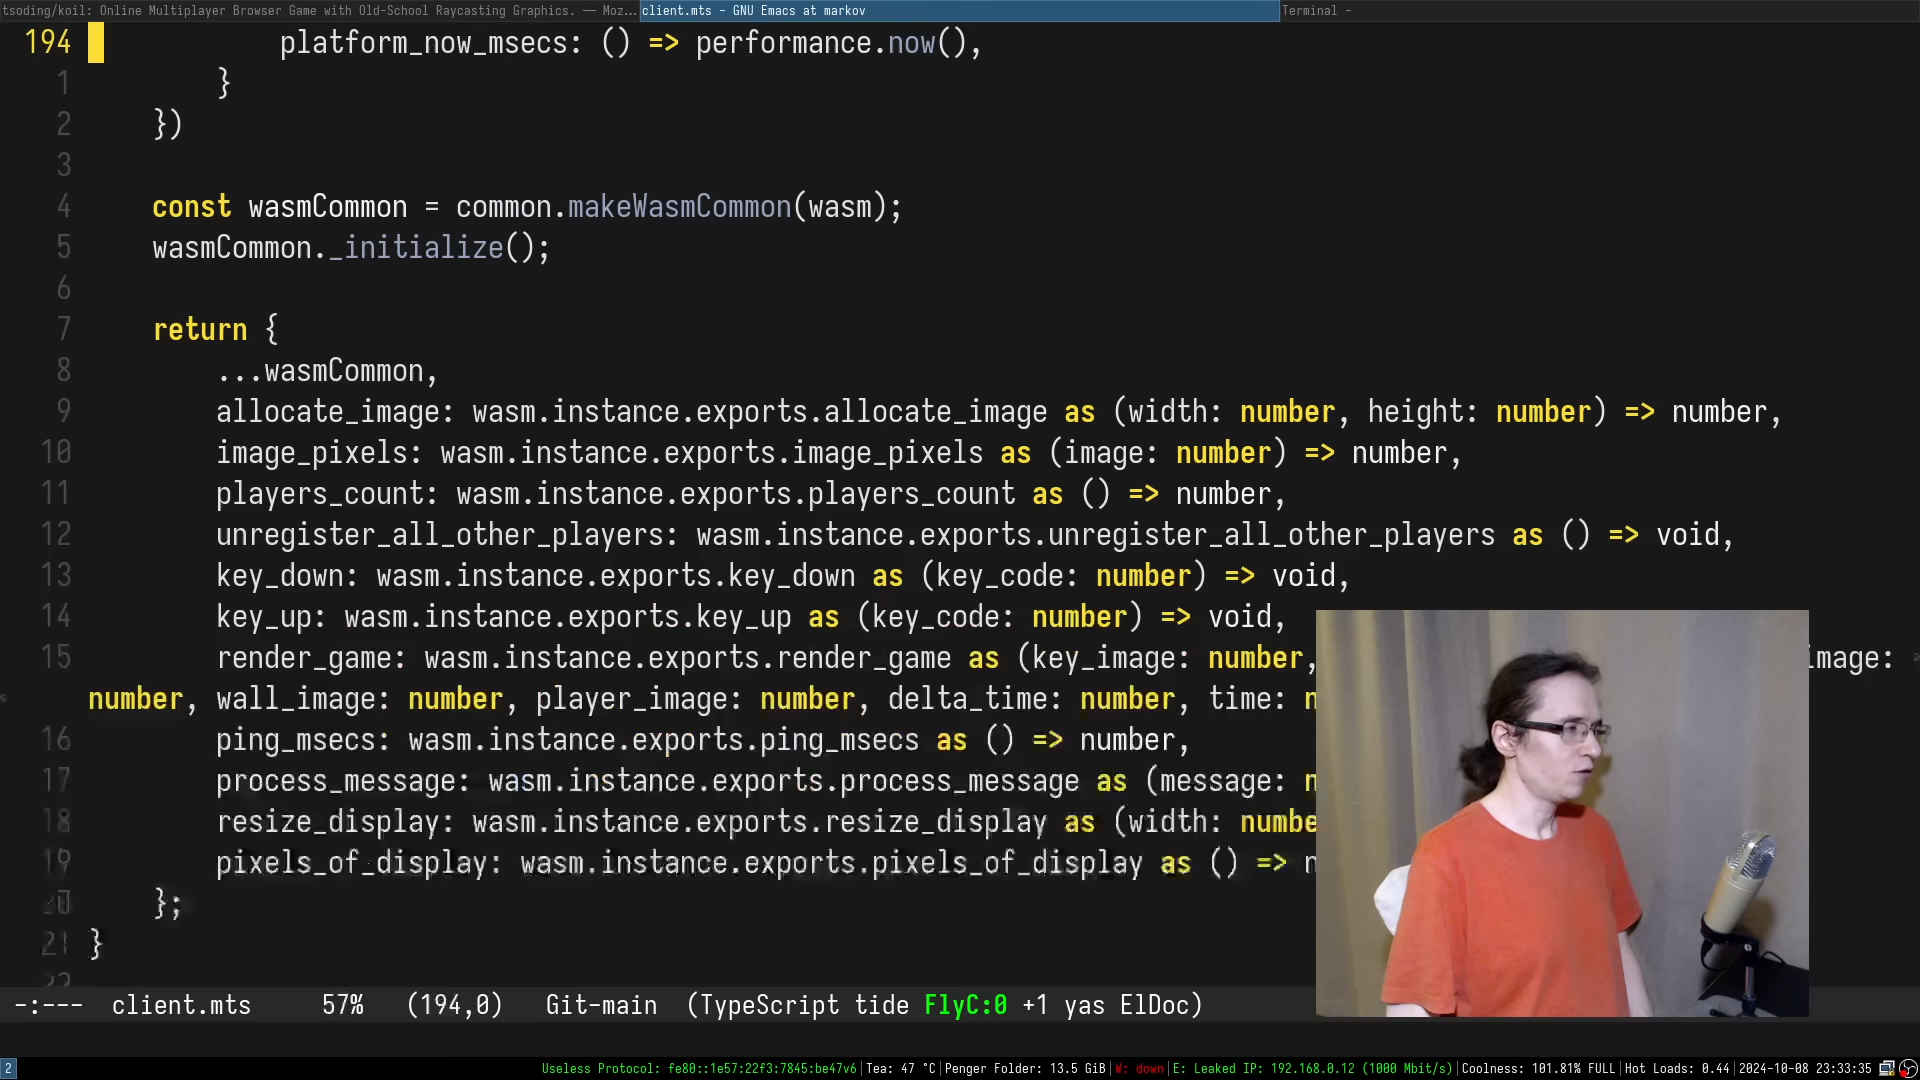 tsoding/koil: Online Multiplayer Browser Game with Old-School Raycasting Graphics. — Moz... client.mts - GNU Emacs at markov Terminal -
194 platform_now_msecs: () => performance.now(),
1 }
2 })
3
4 const wasmCommon = common.makeWasmCommon(wasm);
5 wasmCommon._initialize();
6
7 return {
8 ...wasmCommon,
9 allocate_image: wasm.instance.exports.allocate_image as (width: number, height: number) => number,
10 image_pixels: wasm.instance.exports.image_pixels as (image: number) => number,
11 players_count: wasm.instance.exports.players_count as () => number,
12 unregister_all_other_players: wasm.instance.exports.unregister_all_other_players as () => void,
13 key_down: wasm.instance.exports.key_down as (key_code: number) => void,
14 key_up: wasm.instance.exports.key_up as (key_code: number) => void,
15 render_game: wasm.instance.exports.render_game as (key_image: number, image:
number, wall_image: number, player_image: number, delta_time: number, time:
16 ping_msecs: wasm.instance.exports.ping_msecs as () => number,
17 process_message: wasm.instance.exports.process_message as (message:
18 resize_display: wasm.instance.exports.resize_display as (width:
19 pixels_of_display: wasm.instance.exports.pixels_of_display as () =>
20 };
21 }
22
-:--- client.mts 57% (194,0) Git-main (TypeScript tide FlyC:0 +1 yas ElDoc)
2 Useless Protocol: fe80::1e57:22f3:7845:be47v6|Tea: 47 °C|Penger Folder: 13.5 GiB|W: down|E: Leaked IP: 192.168.0.12 (1000 Mbit/s)|Coolness: 101.81% FULL|Hot Loads: 0.44|2024-10-08 23:33:35